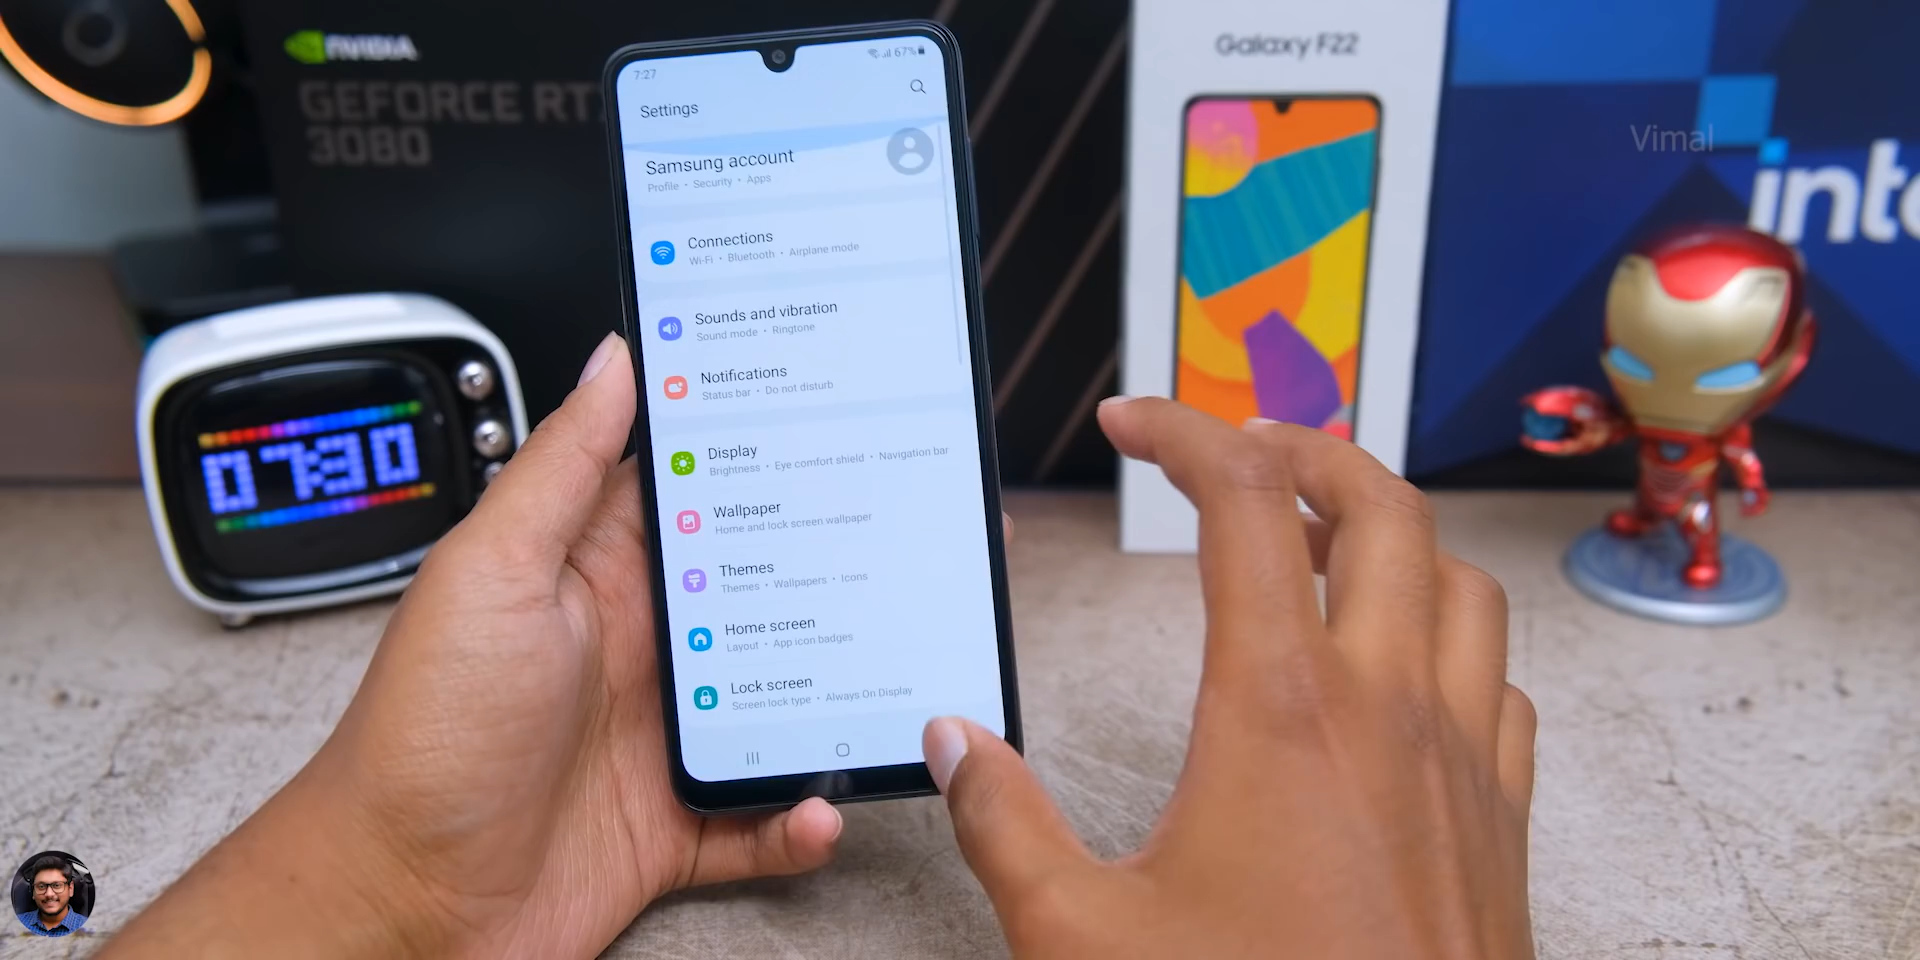 NVIDIA.
GEFORCE RTX
3080
7:27
67%
Settings
Samsung account
Profile • Security • Apps
Connections
Wi-Fi • Bluetooth • Airplane mode
Sounds and vibration
Sound mode • Ringtone
Notifications
Status bar • Do not disturb
Display
Brightness • Eye comfort shield • Navigation bar
Wallpaper
Home and lock screen wallpaper
Themes
Themes • Wallpapers • Icons
Home screen
Layout • App icon badges
Lock screen
Screen lock type • Always On Display
07:30
Galaxy F22
Vimal
inte